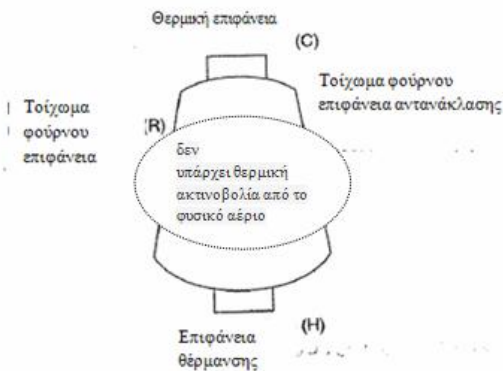 Θερμική επιφάνεια
(C)
Τοίχωμα φούρνου
επιφάνεια αντανάκλασης
Τοίχωμα
φούρνου
επιφάνεια
(R)
δεν
υπάρχει θερμική
ακτινοβολία από το
φυσικό αέριο
Επιφάνεια
θέρμανσης
(H)